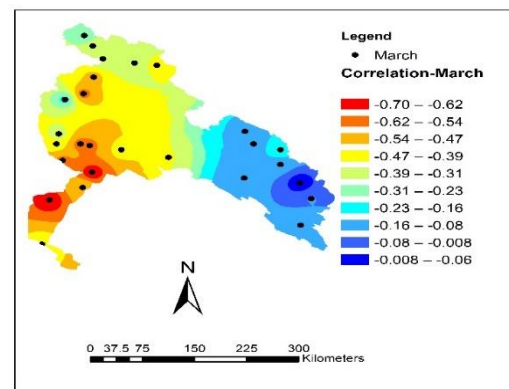 Legend
March
Correlation-March
-0.70 – -0.62
-0.62 – -0.54
-0.54 – -0.47
-0.47 – -0.39
-0.39 – -0.31
-0.31 – -0.23
-0.23 – -0.16
-0.16 – -0.08
-0.08 – -0.008
-0.008 – -0.06
N
0 37.5 75 150 225 300
Kilometers